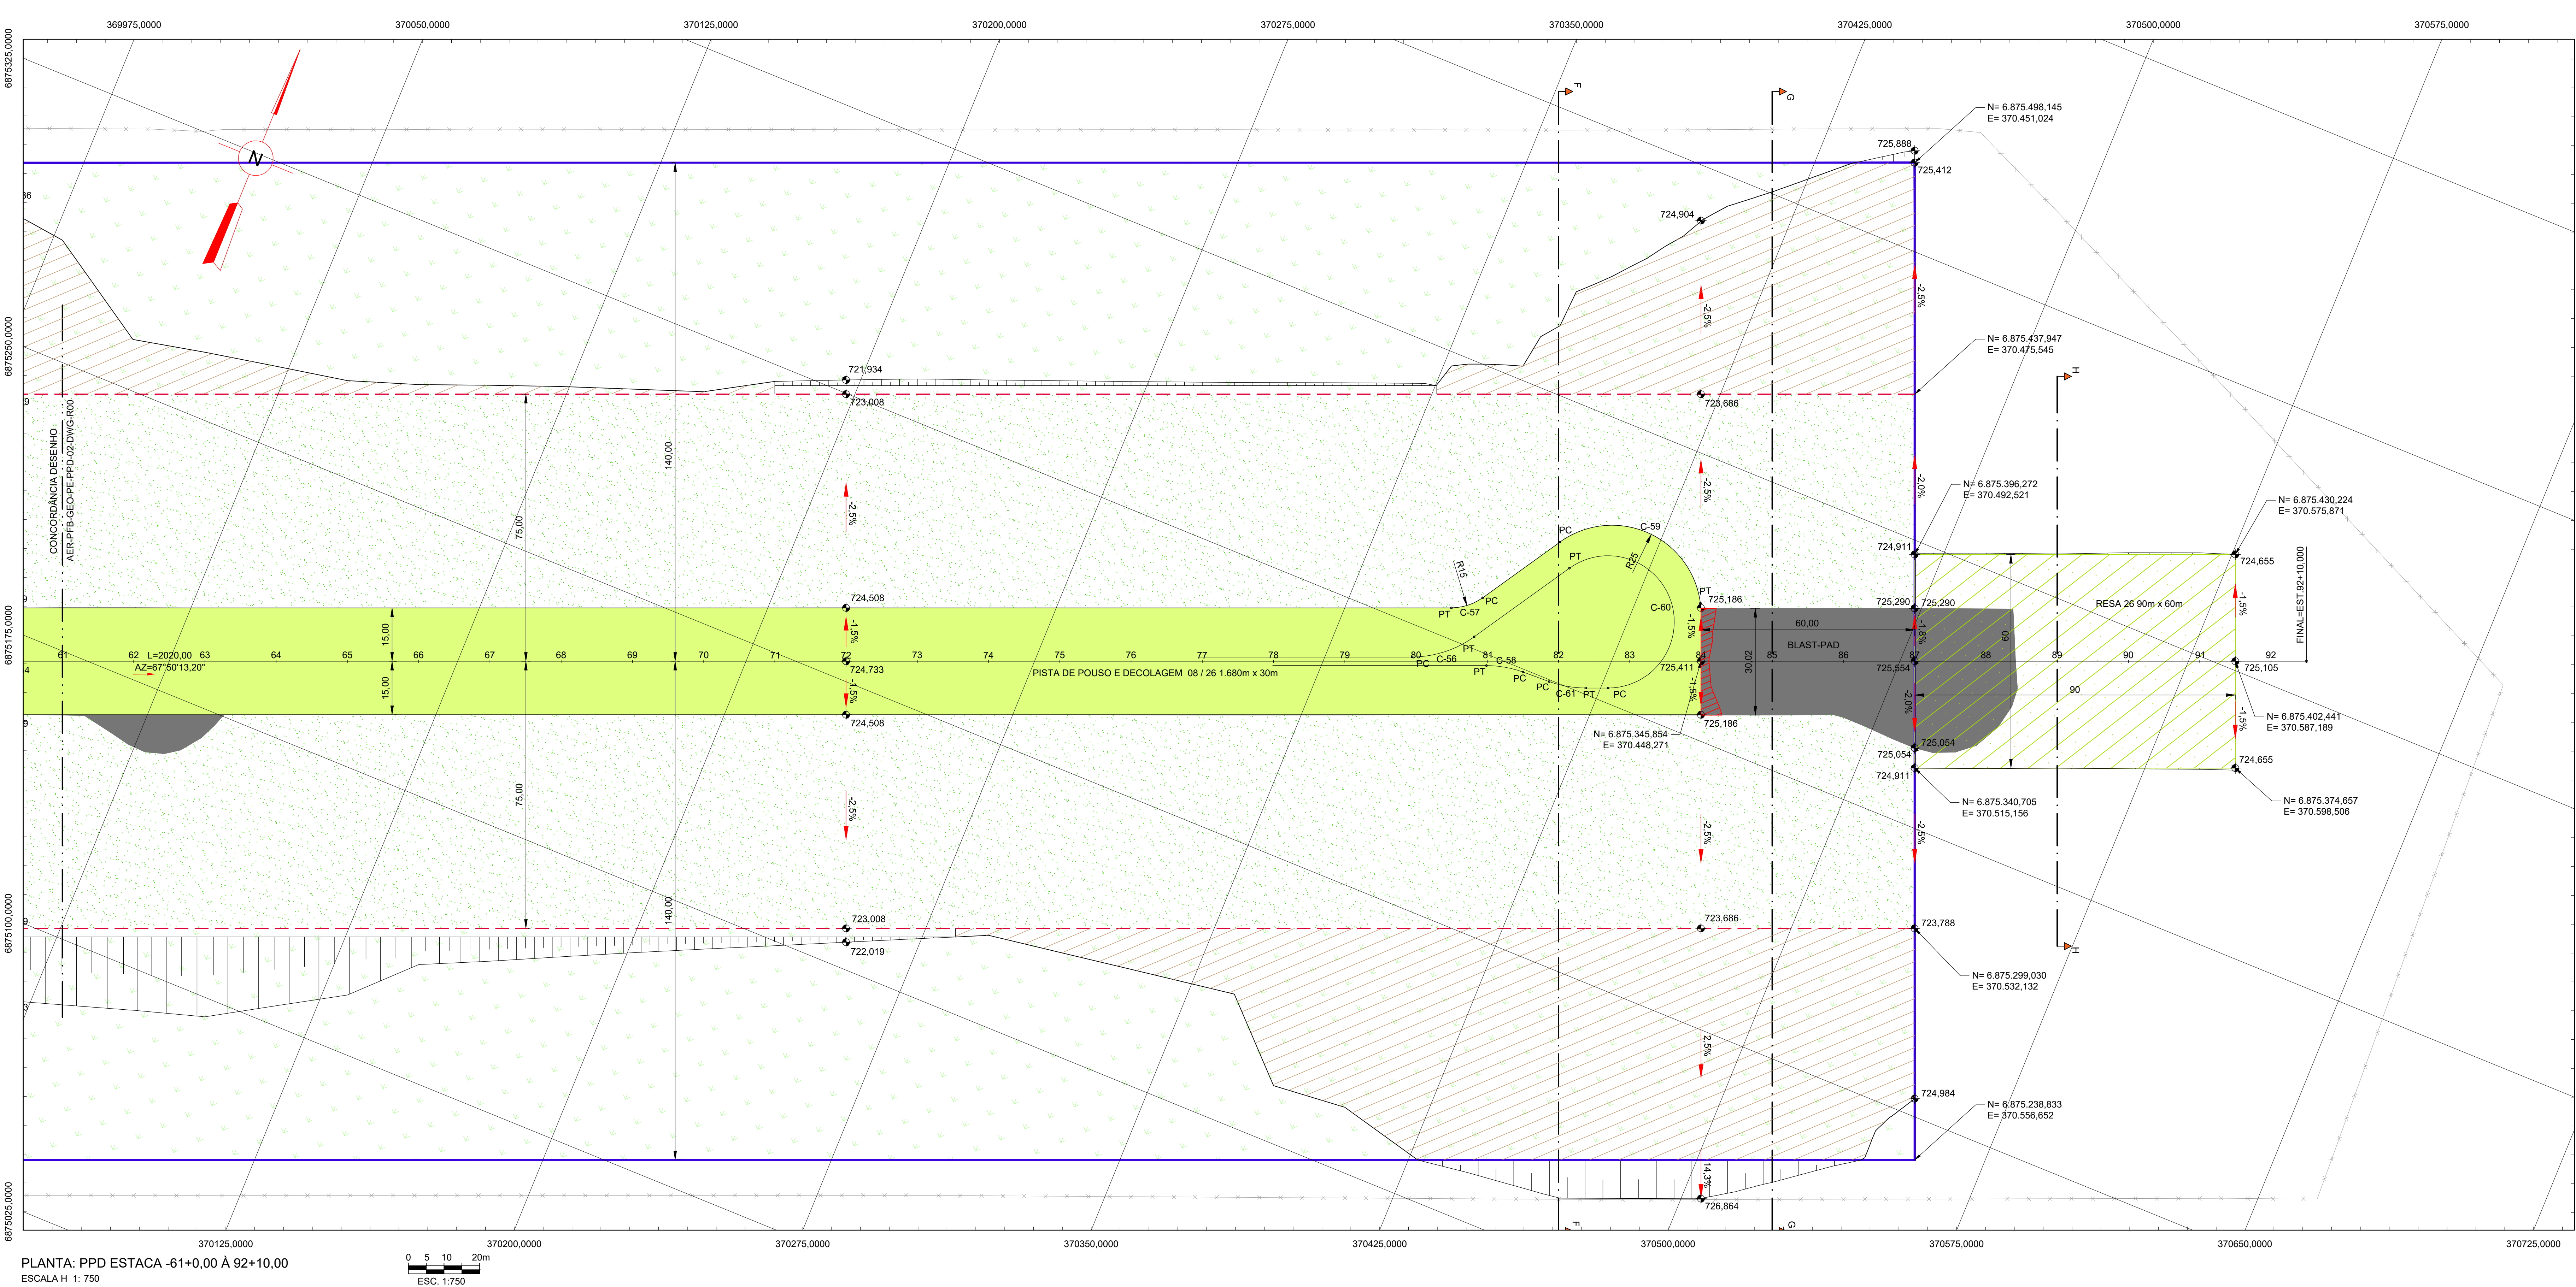 369975,0000
370050,0000
370125,0000
370200,0000
370275,0000
370350,0000
370425,0000
370500,0000
370575,0000
6875325,0000
6875250,0000
6875175,0000
6875100,0000
6875025,0000
N
F
G
N= 6.875.498,145
E= 370.451,024
725,888
725,412
36
724,904
-2,5%
-2,5%
N= 6.875.437,947
E= 370.475,545
H
721,934
723,008
723,686
9
CONCORDÂNCIA DESENHO
AER-PFB-GEO-PE-PPD-02-DWG-R00
75,00
140,00
-2,5%
-2,5%
-2,0%
N= 6.875.396,272
E= 370.492,521
N= 6.875.430,224
E= 370.575,871
724,911
724,655
FINAL=EST.92+10,000
PC
C-59
PT
R25
R15
PC
PT
C-57
C-60
PT
725,186
725,290
725,290
RESA 26 90m x 60m
-1,5%
9
724,508
15,00
-1,5%
-1,5%
60,00
-1,8%
60
BLAST-PAD
30,02
4
61
62
L=2020,00
63
64
65
66
67
68
69
70
71
72
73
74
75
76
77
78
79
80
81
82
83
84
85
86
87
88
89
90
91
92
AZ=67°50'13,20"
724,733
PT
C-56
PC
C-58
PT
PC
PC
C-61
PT
PC
725,411
725,554
725,105
PISTA DE POUSO E DECOLAGEM 08 / 26 1.680m x 30m
15,00
-1,5%
-1,5%
-2,0%
90
-1,5%
9
724,508
725,186
N= 6.875.402,441
E= 370.587,189
N= 6.875.345,854
E= 370.448,271
725,054
725,054
724,911
724,655
75,00
-2,5%
-2,5%
-2,5%
N= 6.875.340,705
E= 370.515,156
N= 6.875.374,657
E= 370.598,506
140,00
9
723,008
722,019
723,686
723,788
H
N= 6.875.299,030
E= 370.532,132
3
2,5%
724,984
N= 6.875.238,833
E= 370.556,652
14,3%
726,864
F
G
370125,0000
370200,0000
370275,0000
370350,0000
370425,0000
370500,0000
370575,0000
370650,0000
370725,0000
PLANTA: PPD ESTACA -61+0,00 À 92+10,00
ESCALA H 1: 750
0 5 10 20m
ESC. 1:750